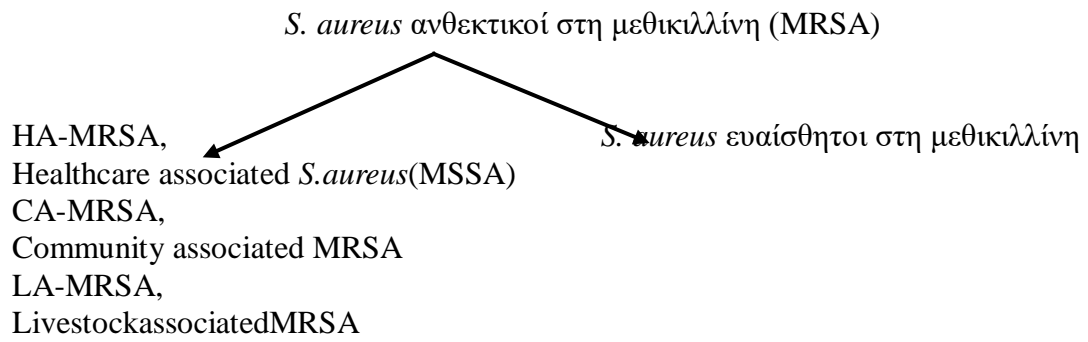 S. aureus ανθεκτικοί στη μεθικιλλίνη (MRSA)
HA-MRSA,
S. aureus ευαίσθητοι στη μεθικιλλίνη
Healthcare associated S.aureus(MSSA)
CA-MRSA,
Community associated MRSA
LA-MRSA,
LivestockassociatedMRSA